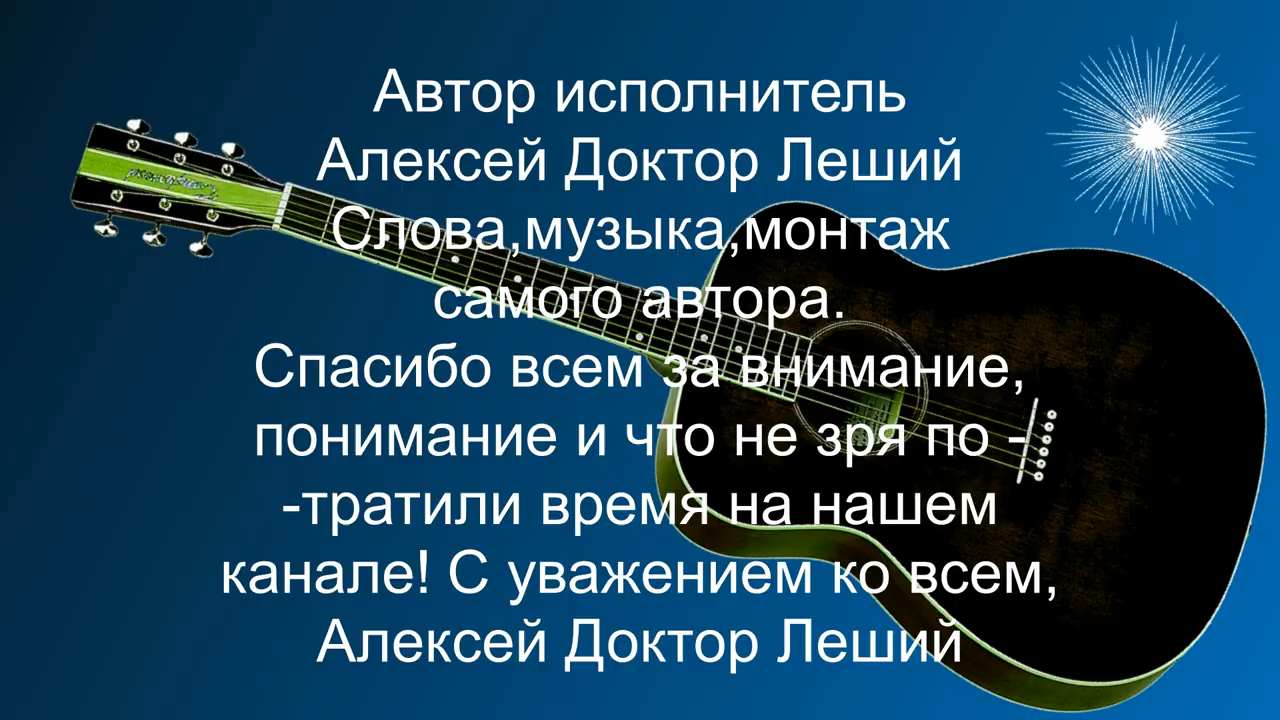 Автор исполнитель
Алексей Доктор Леший
Слова,музыка,монтаж
самого автора.
Спасибо всем за внимание,
понимание и что не зря по -
-тратили время на нашем
канале! С уважением ко всем,
Алексей Доктор Леший